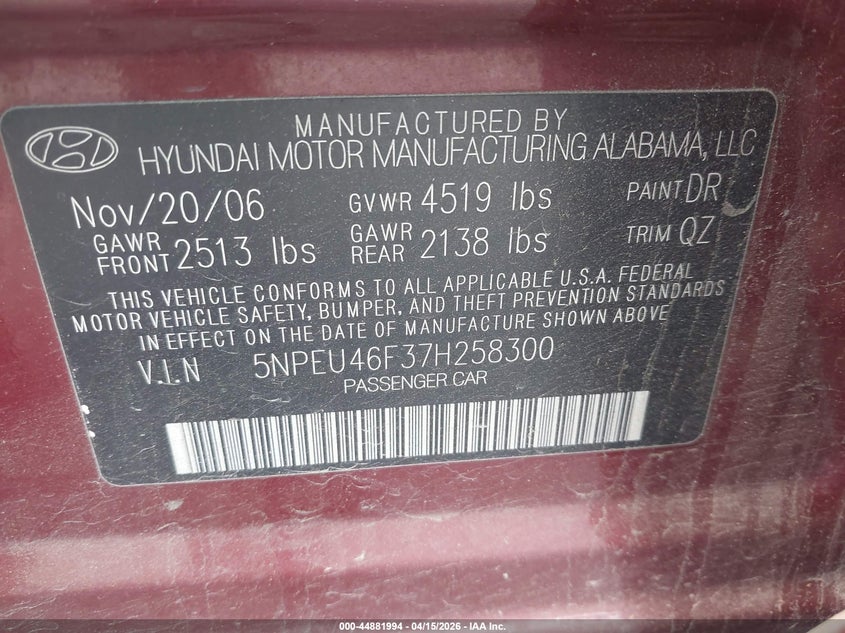 MANUFACTURED BY
HYUNDAI MOTOR MANUFACTURING ALABAMA, LLC
Nov/20/06 GVWR 4519 lbs PAINT DR
GAWR FRONT 2513 lbs GAWR REAR 2138 lbs TRIM QZ
THIS VEHICLE CONFORMS TO ALL APPLICABLE U.S.A. FEDERAL
MOTOR VEHICLE SAFETY, BUMPER, AND THEFT PREVENTION STANDARDS
IN EFFECT ON THE DATE OF MANUFACTURE SHOWN ABOVE
V.I.N 5NPEU46F37H258300
PASSENGER CAR
000-44881994 - 04/15/2026 - IAA Inc.